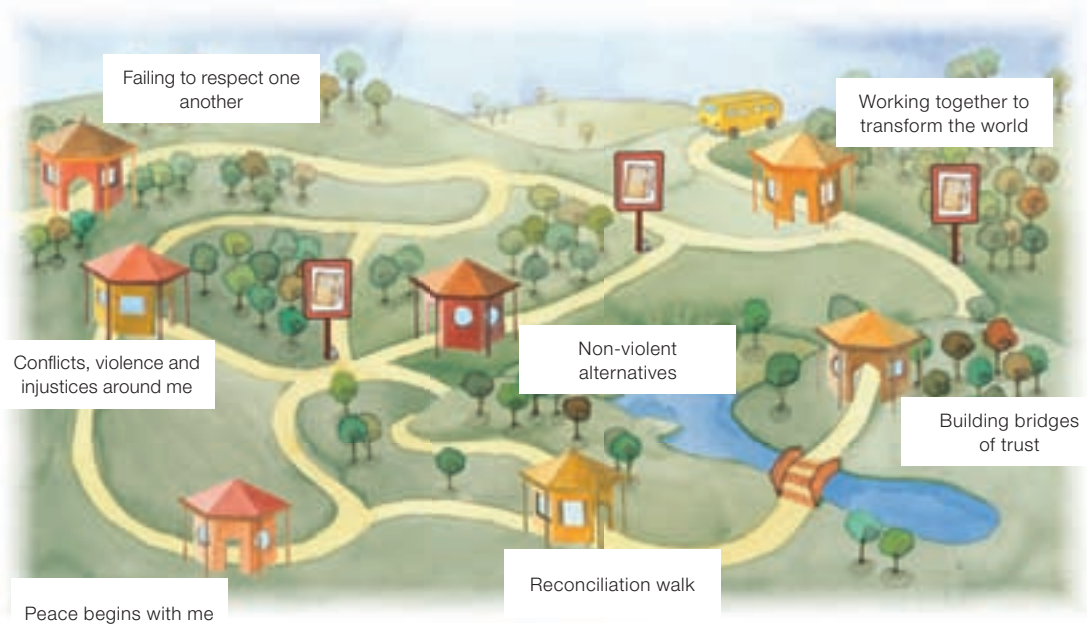 Failing to respect one
another
Working together to
transform the world
Conflicts, violence and
injustices around me
Non-violent
alternatives
Building bridges
of trust
Reconciliation walk
Peace begins with me